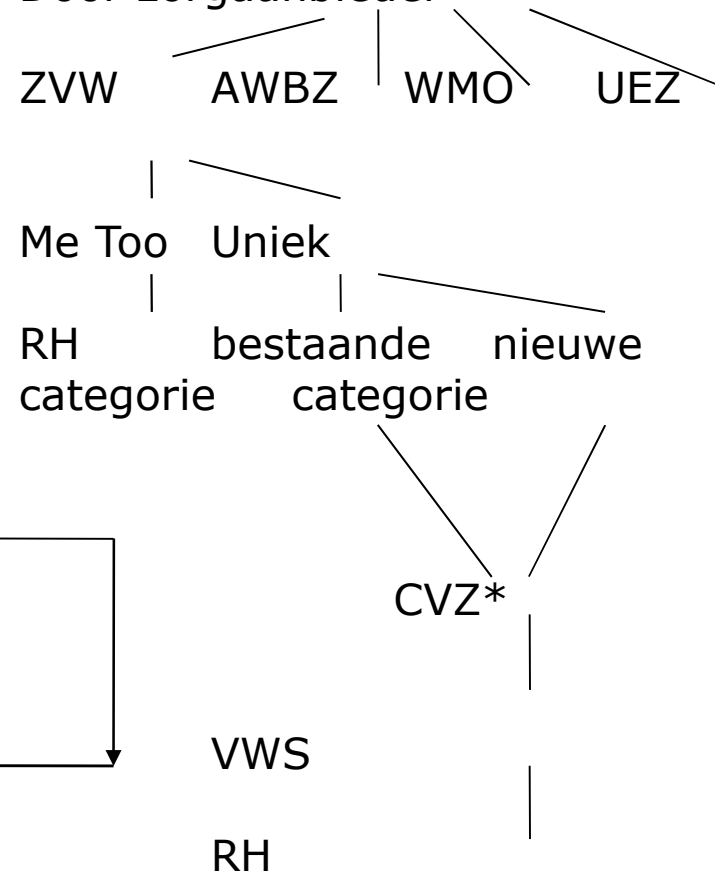 ZVW AWBZ WMO UEZ
Me Too Uniek
RH bestaande nieuwe
categorie categorie
CVZ*
VWS
RH